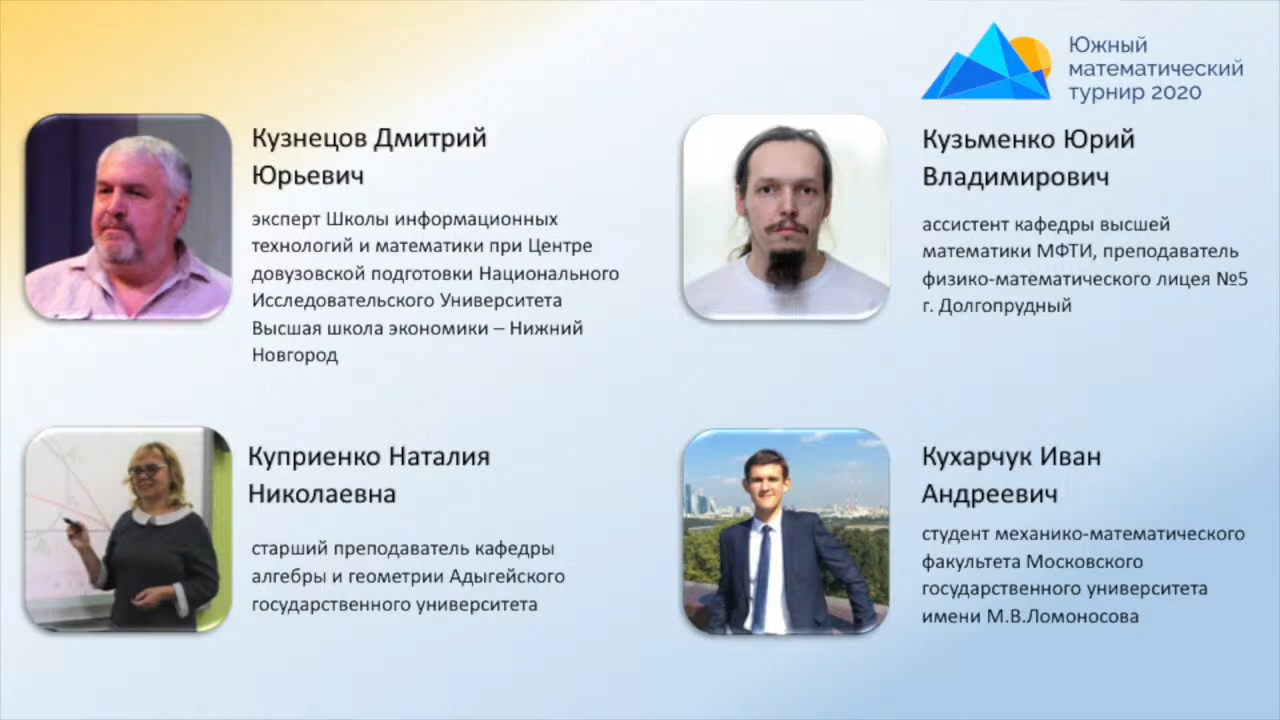 Южный
математический
турнир 2020
Кузнецов Дмитрий
Юрьевич
эксперт Школы информационных
технологий и математики при Центре
довузовской подготовки Национального
Исследовательского Университета
Высшая школа экономики – Нижний
Новгород
Кузьменко Юрий
Владимирович
ассистент кафедры высшей
математики МФТИ, преподаватель
физико-математического лицея №5
г. Долгопрудный
Куприенко Наталия
Николаевна
старший преподаватель кафедры
алгебры и геометрии Адыгейского
государственного университета
Кухарчук Иван
Андреевич
студент механико-математического
факультета Московского
государственного университета
имени М.В.Ломоносова